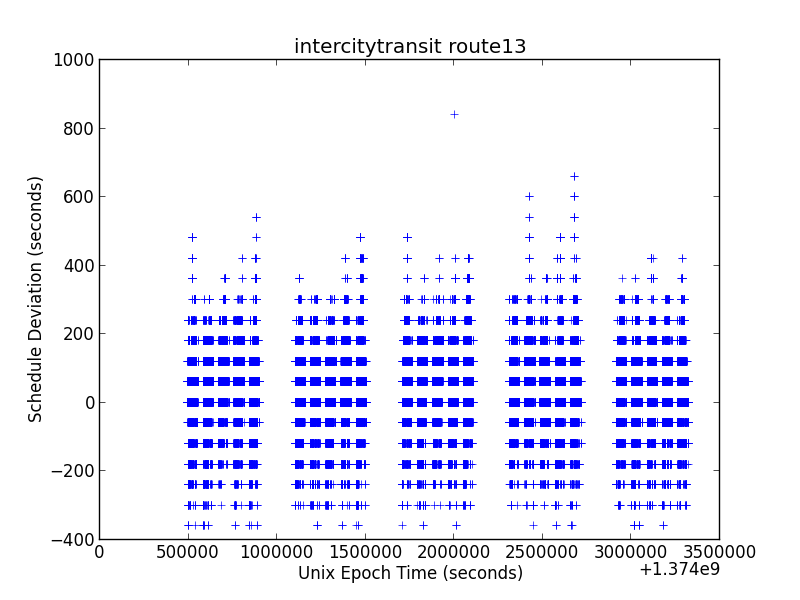 intercitytransit route13
1000
800
600
400
200
0
−200
−400
Schedule Deviation (seconds)
0 500000 1000000 1500000 2000000 2500000 3000000 3500000
+1.374e9
Unix Epoch Time (seconds)